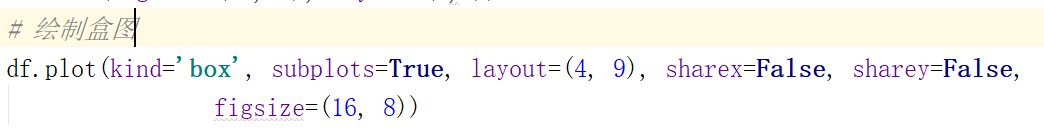 # 绘制盒图
df.plot(kind='box', subplots=True, layout=(4, 9), sharex=False, sharey=False,
figsize=(16, 8))